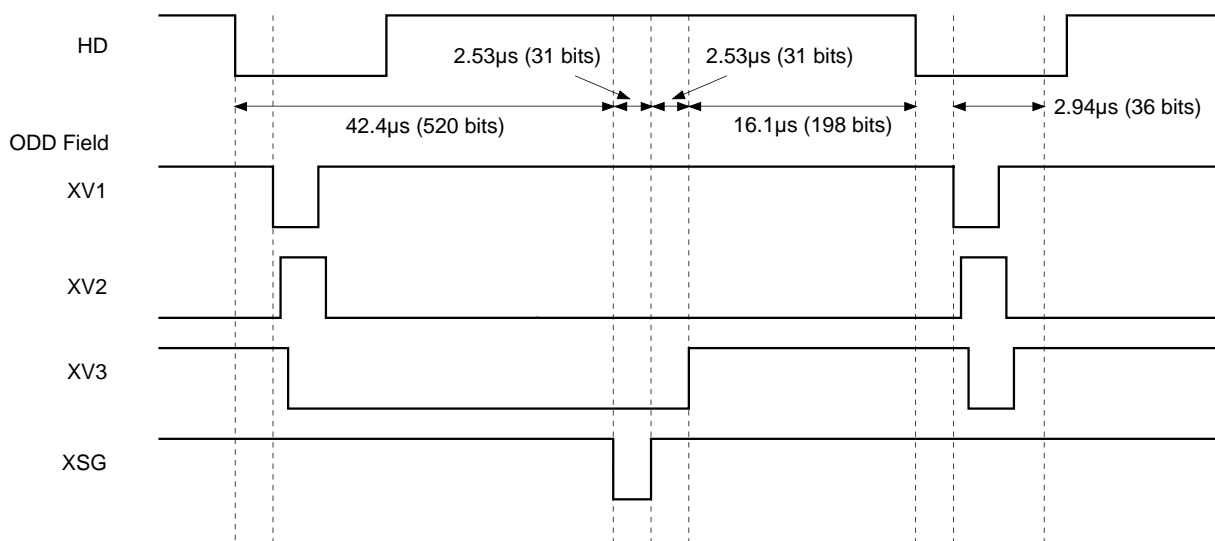 HD
2.53µs (31 bits)
2.53µs (31 bits)
42.4µs (520 bits)
16.1µs (198 bits)
2.94µs (36 bits)
ODD Field
XV1
XV2
XV3
XSG